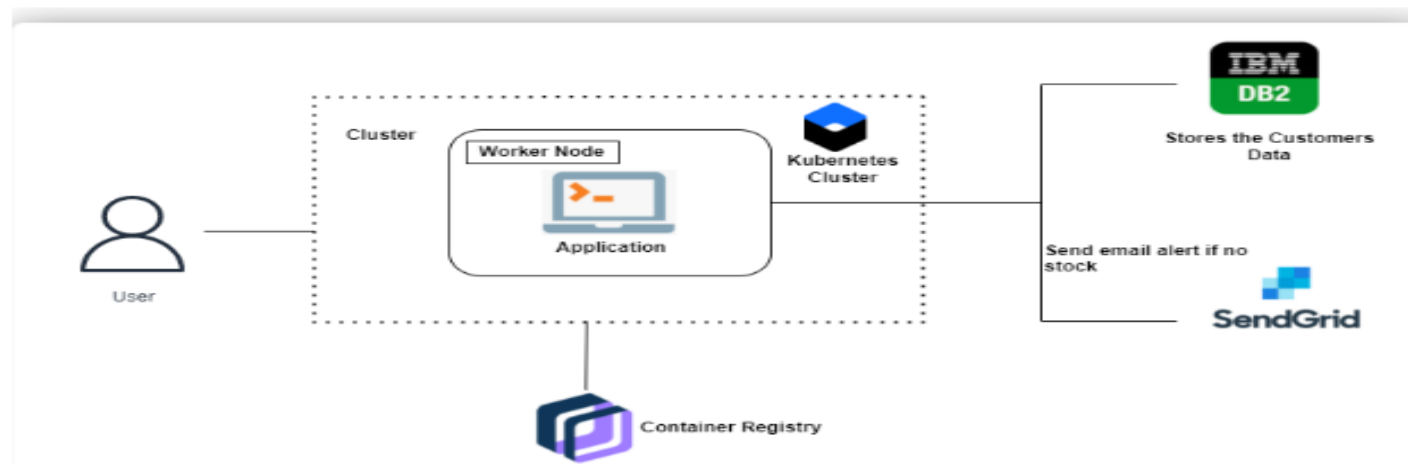 IBM
DB2
Stores the Customers
Data
Cluster
Worker Node
Kubernetes
Cluster
Application
User
Send email alert if no
stock
SendGrid
Container Registry